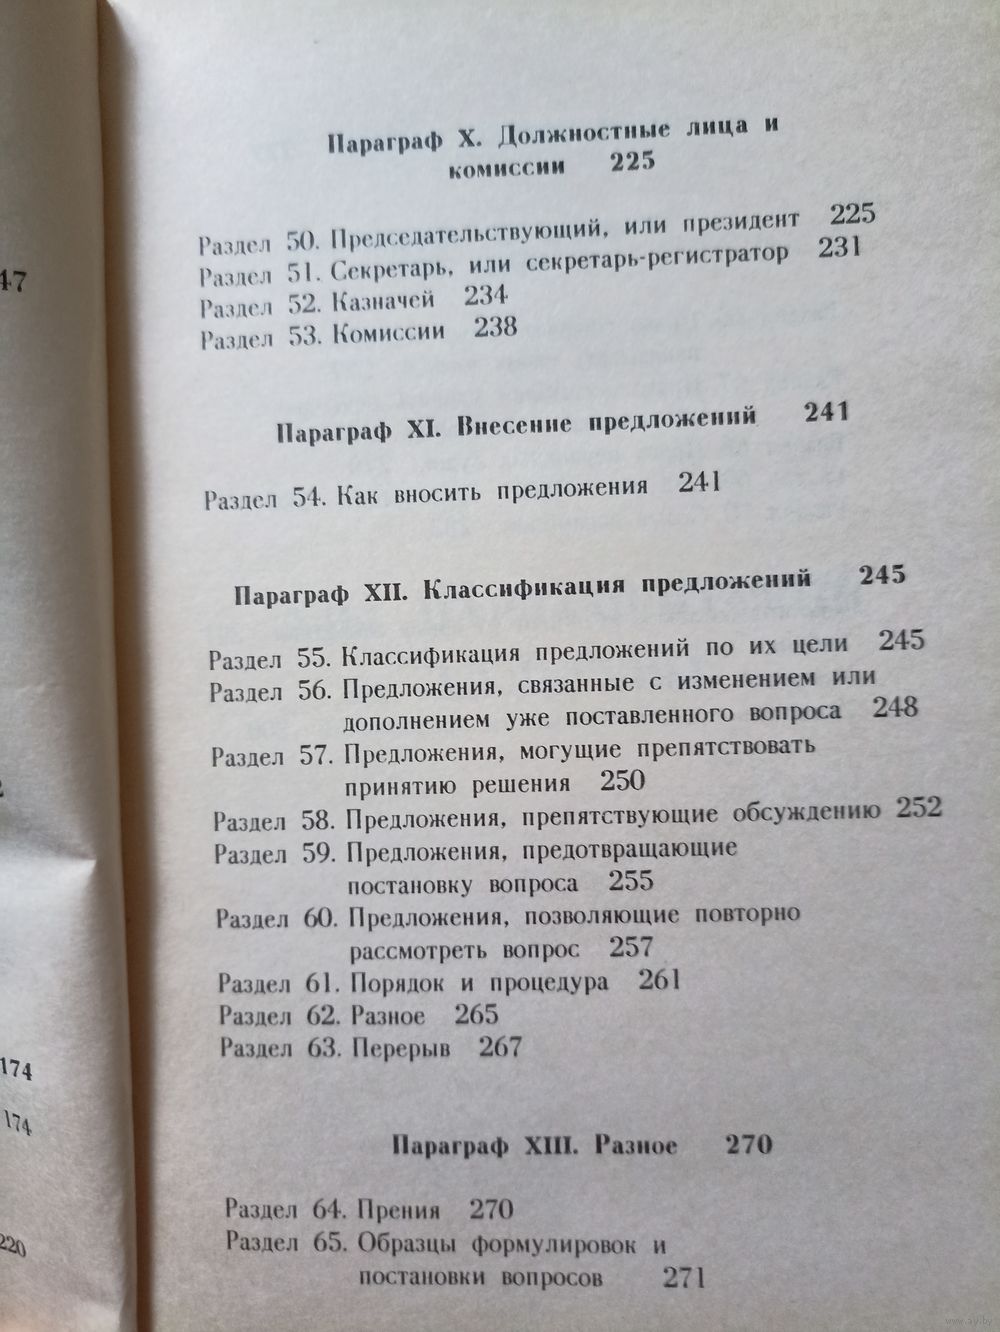 Параграф X. Должностные лица и
комиссии 225
Раздел 50. Председательствующий, или президент 225
Раздел 51. Секретарь, или секретарь-регистратор 231
Раздел 52. Казначей 234
Раздел 53. Комиссии 238
Параграф XI. Внесение предложений 241
Раздел 54. Как вносить предложения 241
Параграф XII. Классификация предложений 245
Раздел 55. Классификация предложений по их цели 245
Раздел 56. Предложения, связанные с изменением или
дополнением уже поставленного вопроса 248
Раздел 57. Предложения, могущие препятствовать
принятию решения 250
Раздел 58. Предложения, препятствующие обсуждению 252
Раздел 59. Предложения, предотвращающие
постановку вопроса 255
Раздел 60. Предложения, позволяющие повторно
рассмотреть вопрос 257
Раздел 61. Порядок и процедура 261
Раздел 62. Разное 265
Раздел 63. Перерыв 267
Параграф XIII. Разное 270
Раздел 64. Прения 270
Раздел 65. Образцы формулировок и
постановки вопросов 271
47
174
174
220
www.ay.by